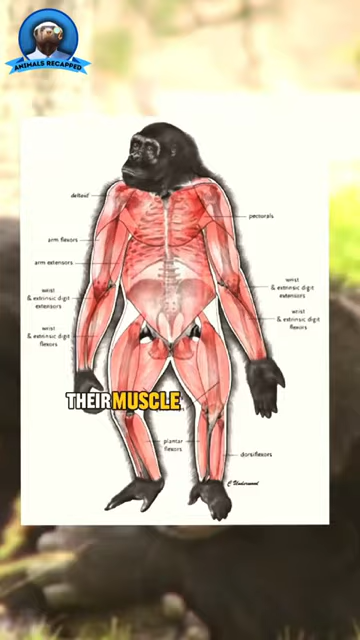 ANIMALS RECAPPED
deltoid
pectorals
arm flexors
arm extensors
wrist
& extrinsic digit
extensors
wrist
& extrinsic digit
extensors
wrist
& extrinsic digit
flexors
wrist
& extrinsic digit
flexors
THEIR MUSCLE
plantar
flexors
dorsiflexors
C Underwood